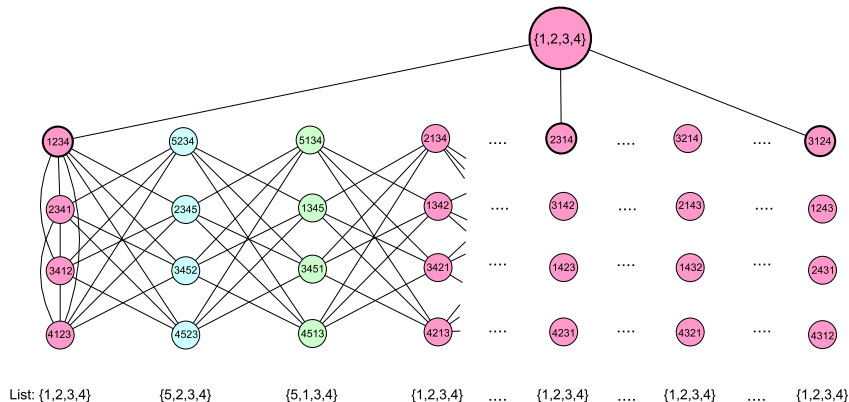 {1,2,3,4}
1234 5234 5134 2134 .... 2314 .... 3214 .... 3124
2341 2345 1345 1342 .... 3142 .... 2143 .... 1243
3412 3452 3451 3421 .... 1423 .... 1432 .... 2431
4123 4523 4513 4213 .... 4231 .... 4321 .... 4312
List: {1,2,3,4} {5,2,3,4} {5,1,3,4} {1,2,3,4} .... {1,2,3,4} .... {1,2,3,4} .... {1,2,3,4}